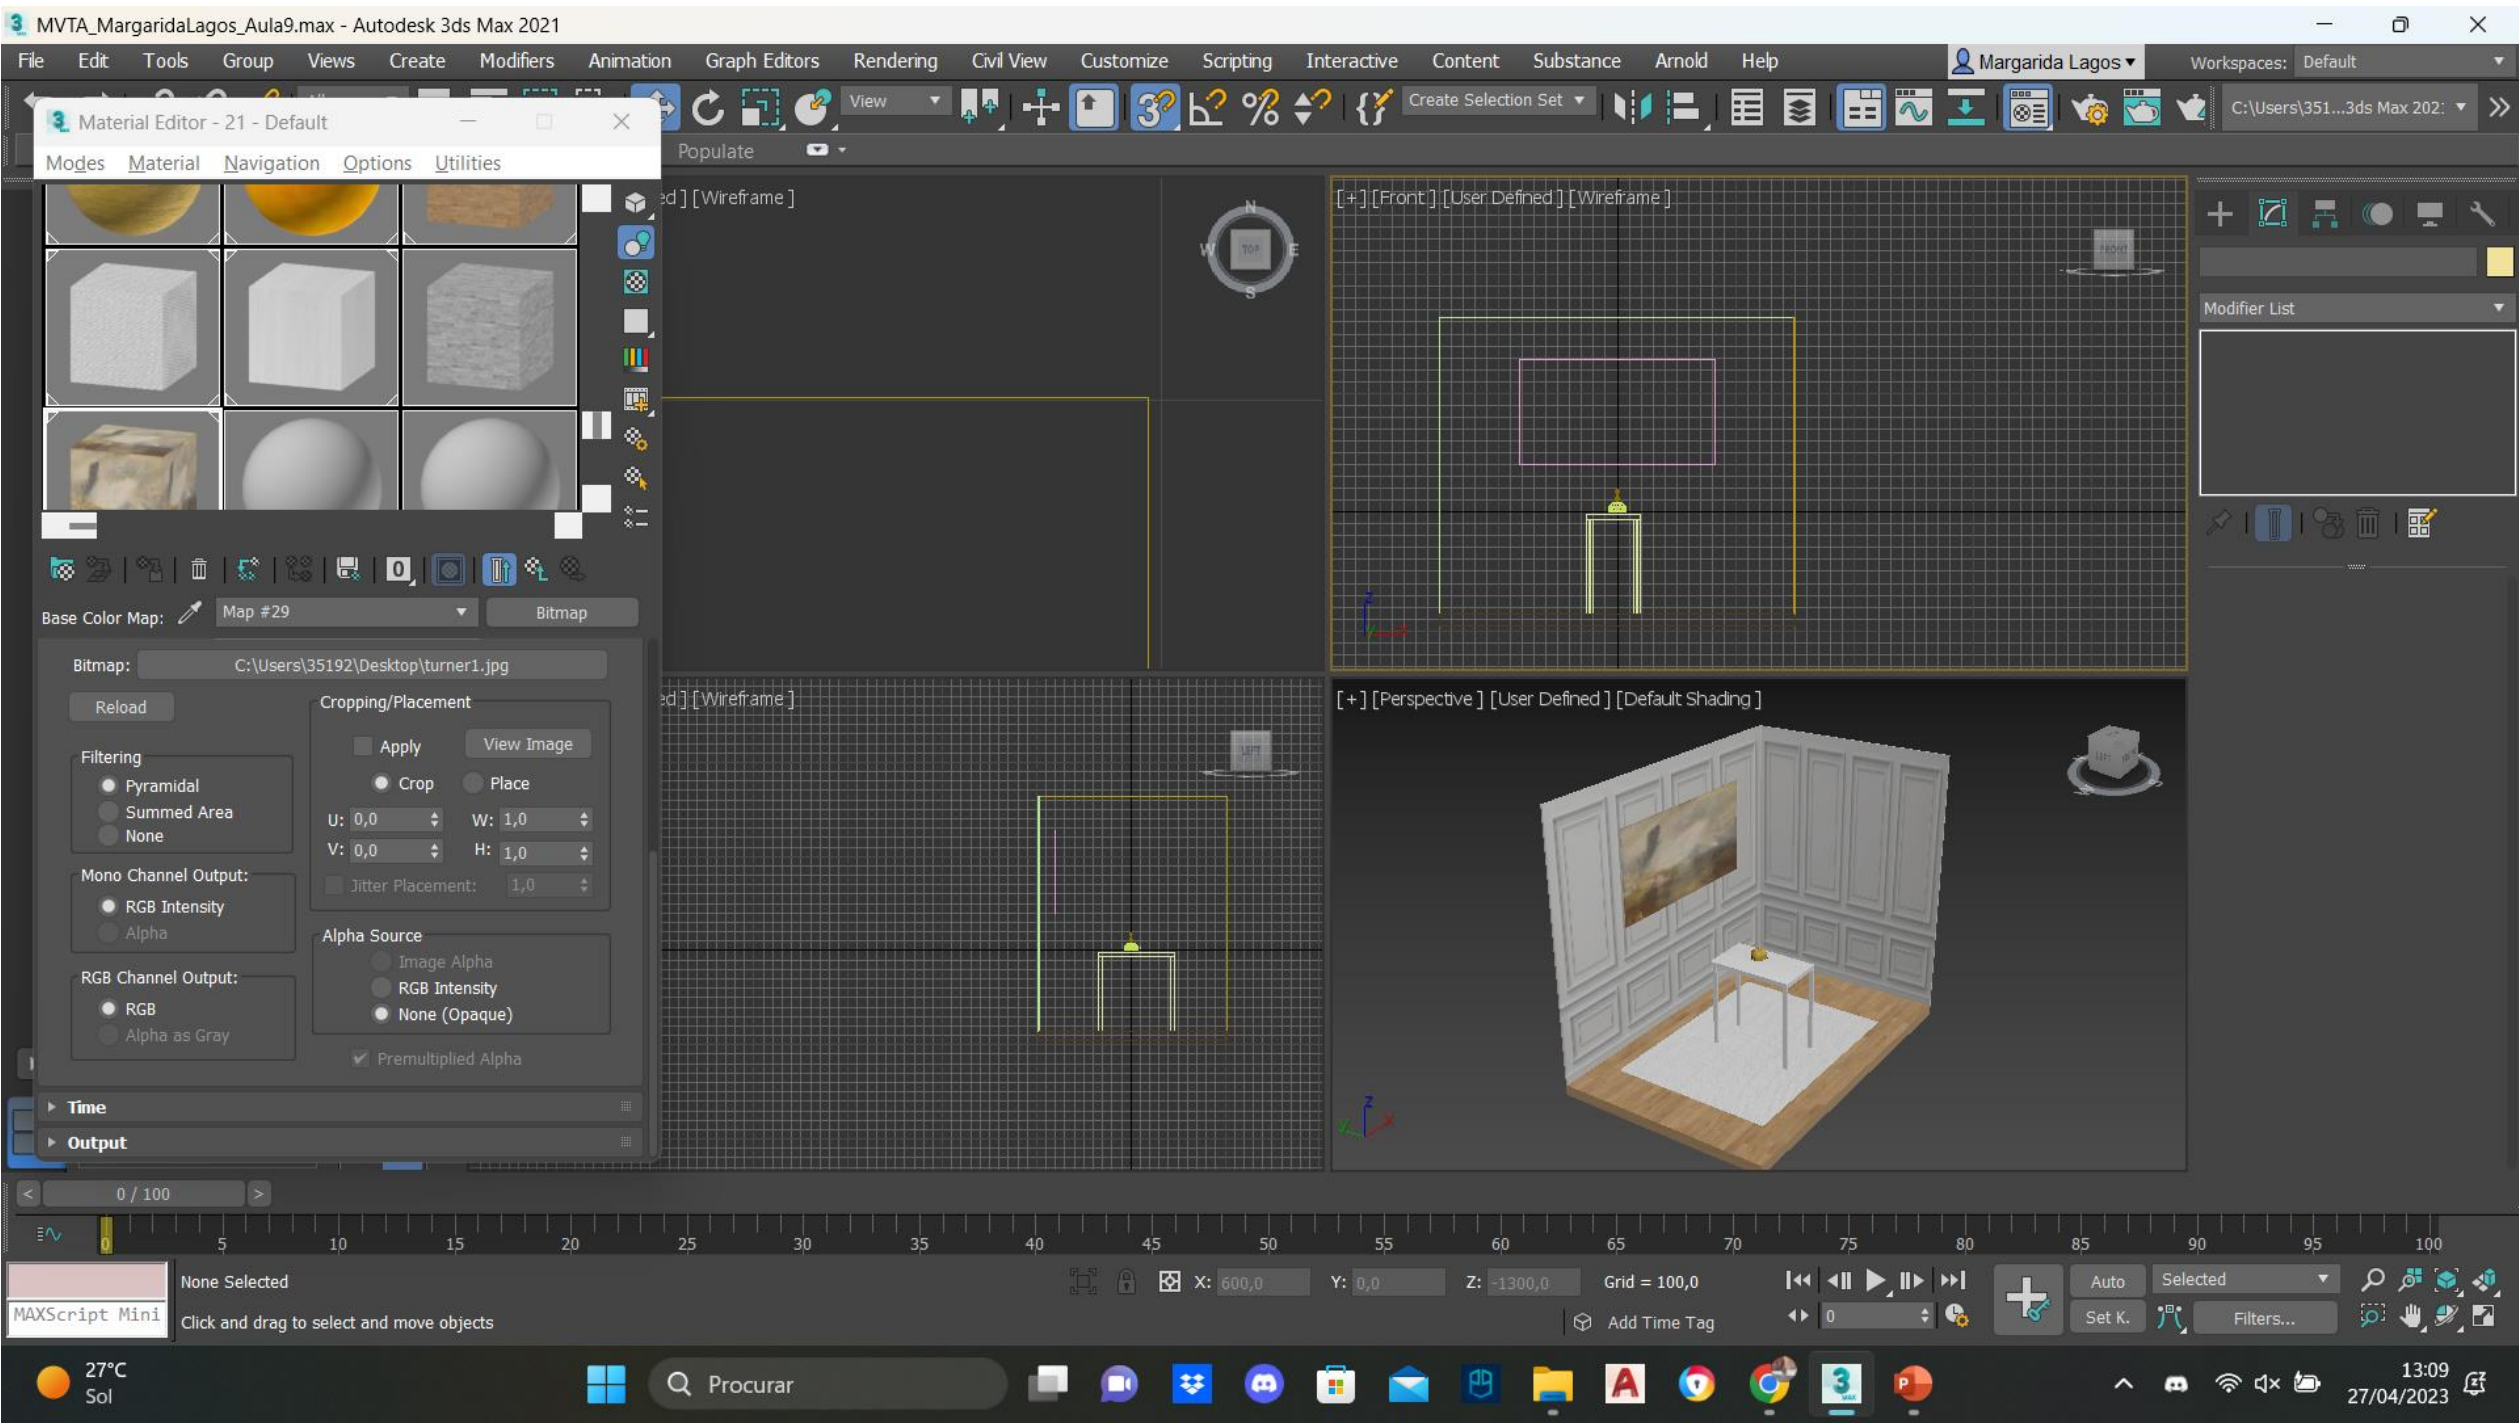 MVTA_MargaridaLagos_Aula9.max - Autodesk 3ds Max 2021
File Edit Tools Group Views Create Modifiers Animation Graph Editors Rendering Civil View Customize Scripting Interactive Content Substance Arnold Help Margarida Lagos Workspaces: Default
View Create Selection Set C:\Users\351...3ds Max 202:
Material Editor - 21 - Default
Populate
Modes Material Navigation Options Utilities
ed ] [Wireframe ]
[+] [Front ] [User Defined ] [Wireframe ]
N
W TOP E
S
FRONT
Modifier List
Base Color Map: Map #29 Bitmap
Bitmap: C:\Users\35192\Desktop\turner1.jpg
Reload
Cropping/Placement
Apply View Image
Crop Place
U: 0,0 W: 1,0
V: 0,0 H: 1,0
Jitter Placement: 1,0
Filtering
Pyramidal
Summed Area
None
Mono Channel Output:
RGB Intensity
Alpha
RGB Channel Output:
RGB
Alpha as Gray
Alpha Source
Image Alpha
RGB Intensity
None (Opaque)
Premultiplied Alpha
Time
Output
ed ] [Wireframe ]
LEFT
[+] [Perspective ] [User Defined ] [Default Shading ]
z
z
< 0 / 100 >
0 5 10 15 20 25 30 35 40 45 50 55 60 65 70 75 80 85 90 95 100
None Selected X: 600,0 Y: 0,0 Z: -1300,0 Grid = 100,0 Auto Selected
MAXScript Mini Click and drag to select and move objects Add Time Tag 0 Set K. Filters...
27°C
Sol
Procurar
13:09
27/04/2023